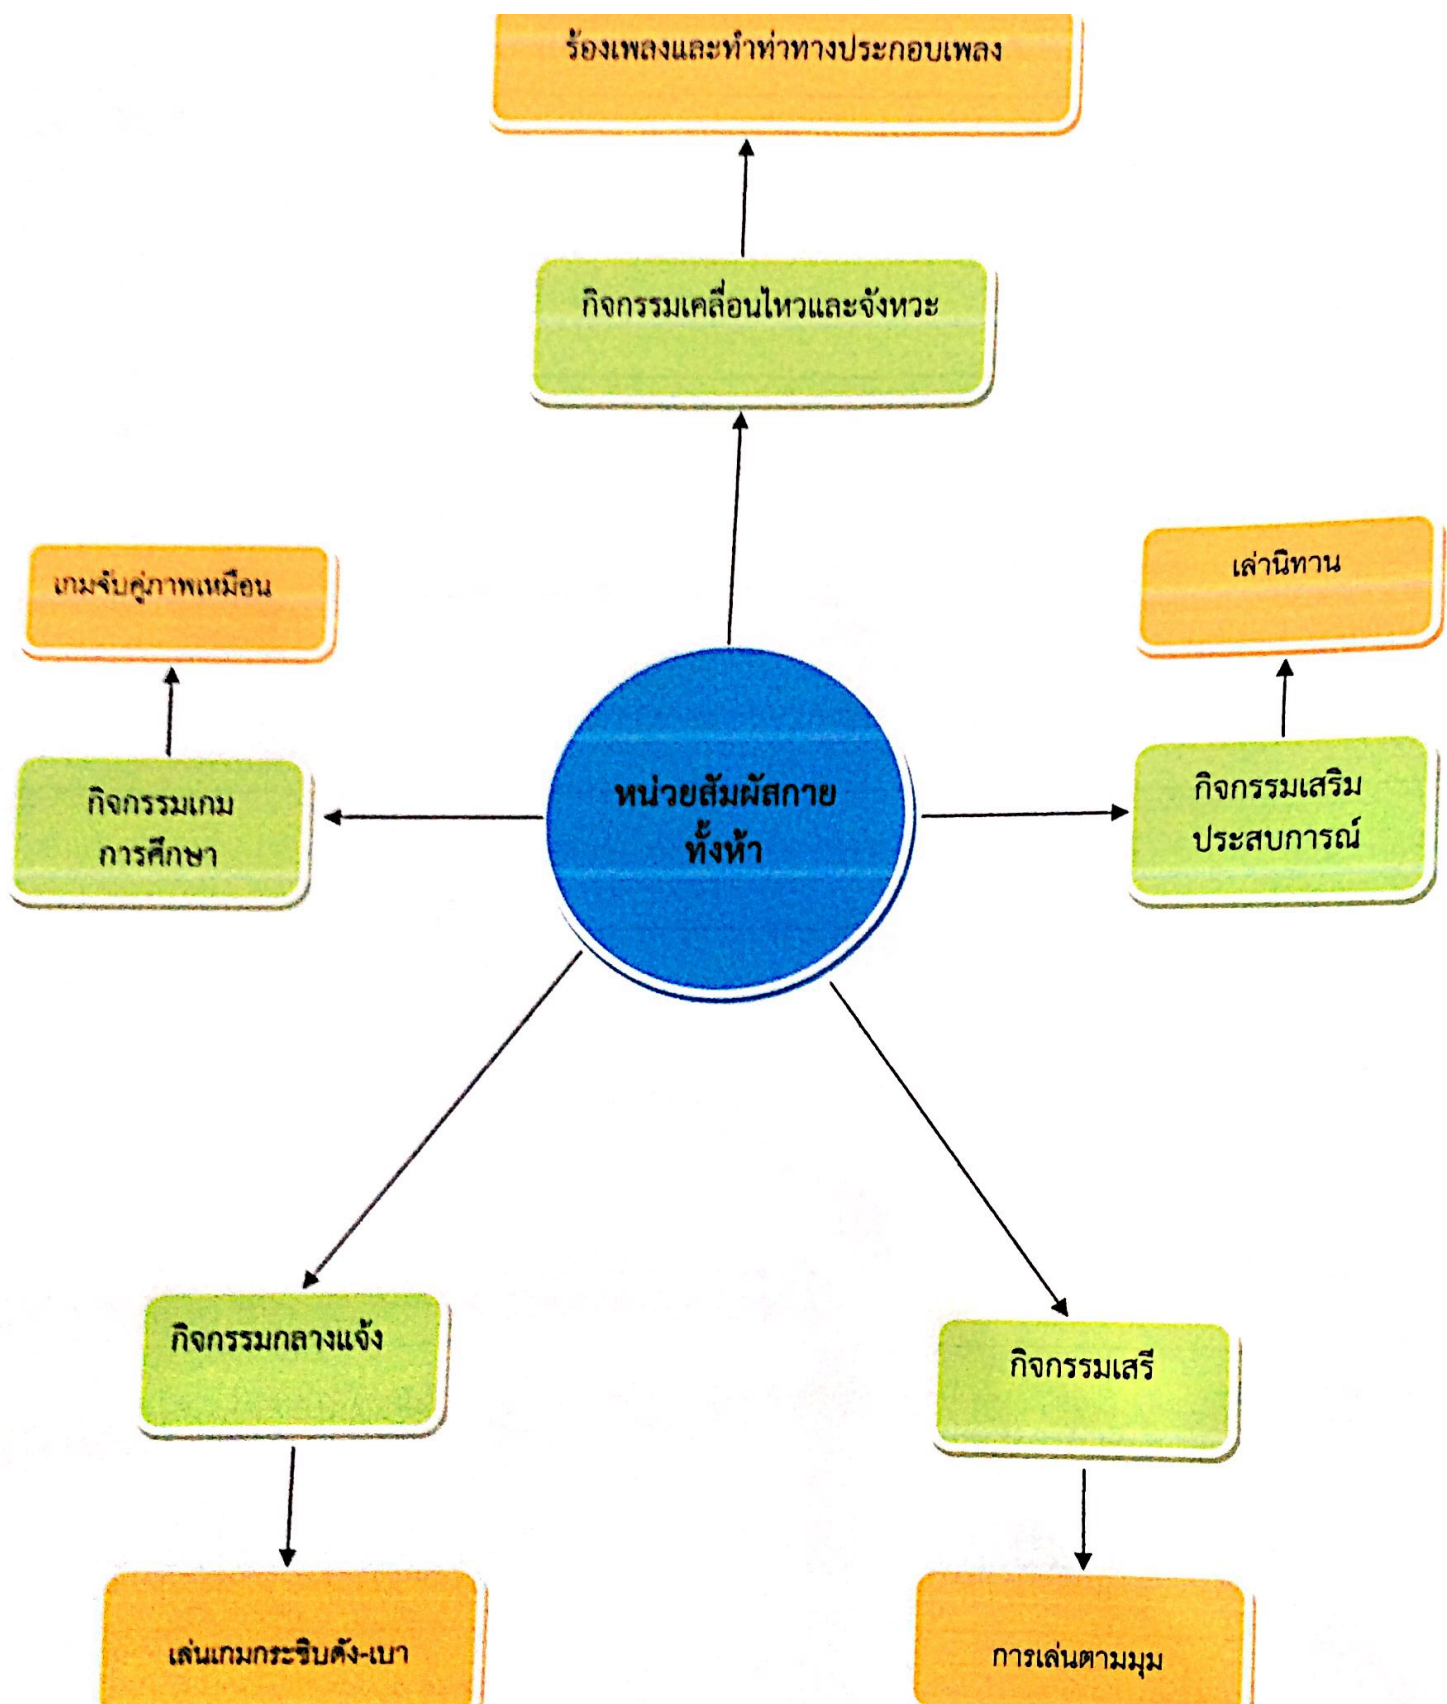 ร้องเพลงและทำท่าทางประกอบเพลง
กิจกรรมเคลื่อนไหวและจังหวะ
เกมจับคู่ภาพเหมือน
เล่านิทาน
กิจกรรมเกม
การศึกษา
หน่วยสัมผัสกาย
ทั้งห้า
กิจกรรมเสริม
ประสบการณ์
กิจกรรมกลางแจ้ง
กิจกรรมเสรี
เล่นเกมกระซิบดัง-เบา
การเล่นตามมุม